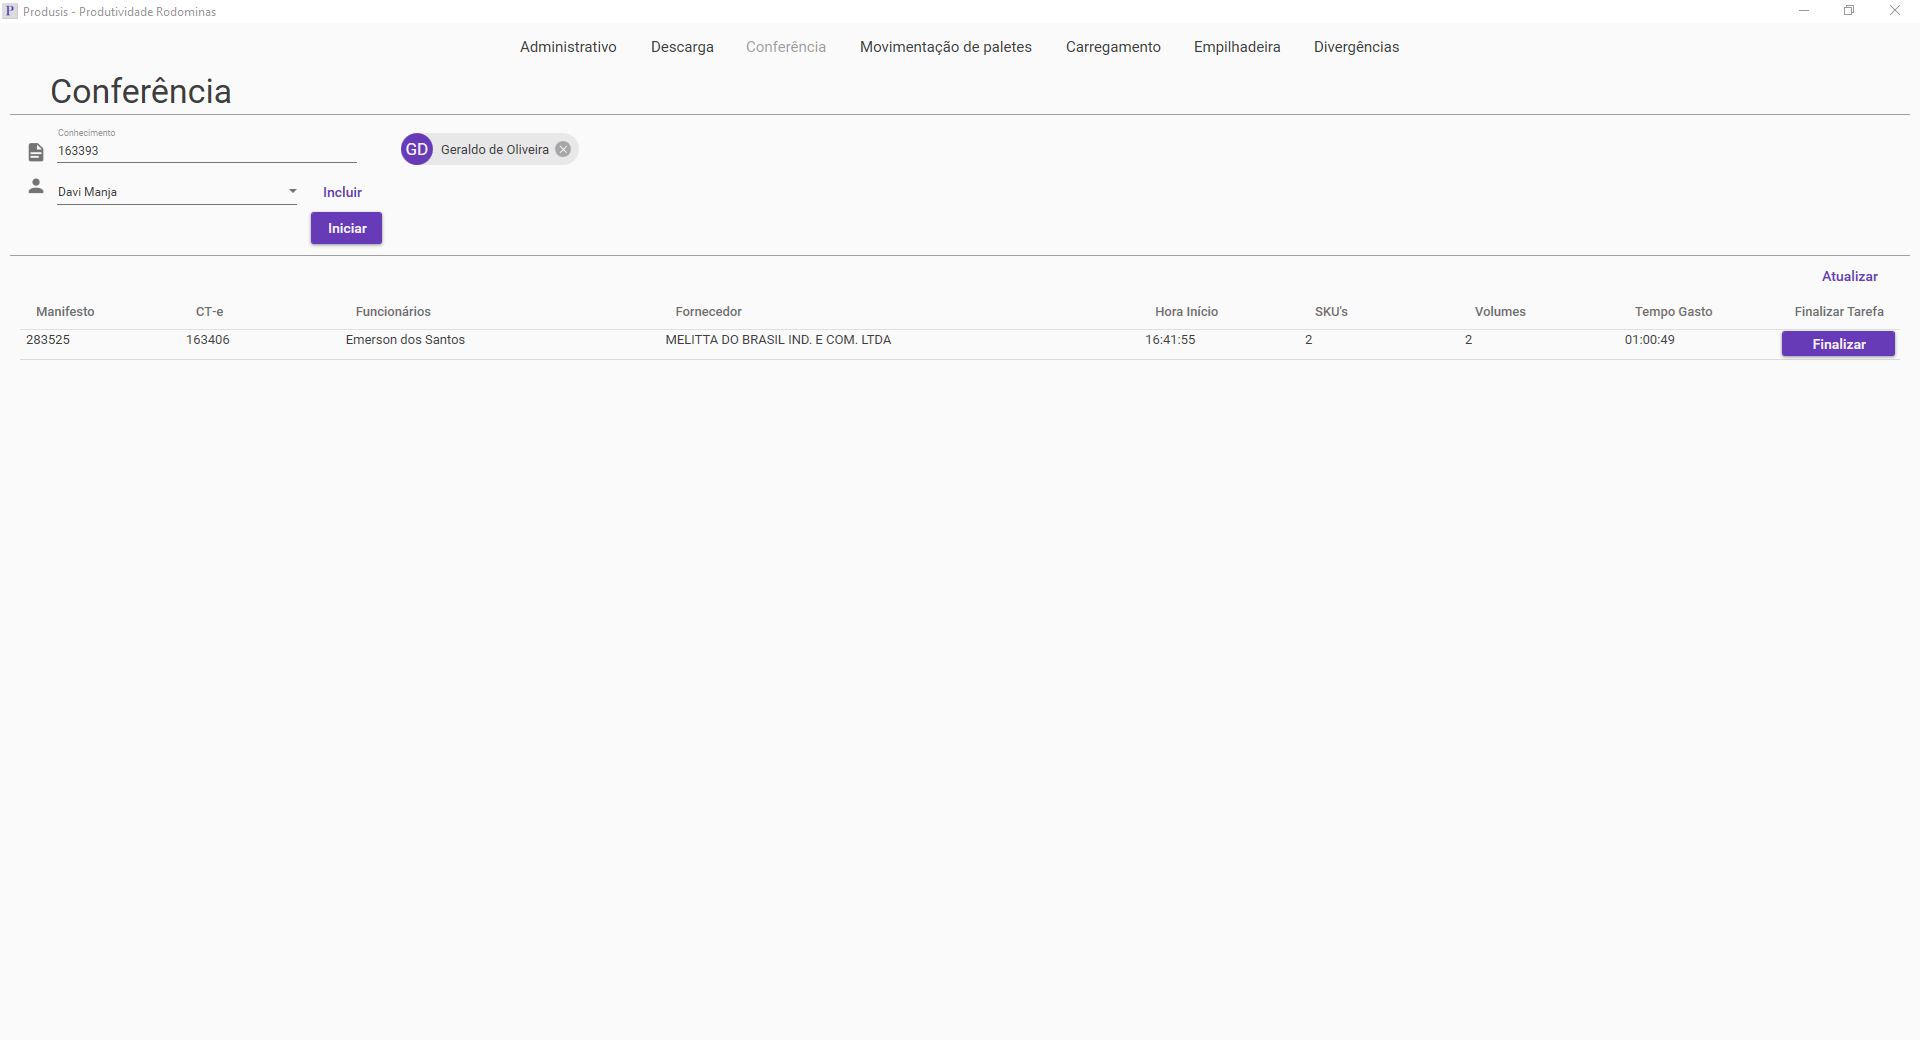 P Produsis - Produtividade Rodominas
Administrativo Descarga Conferência Movimentação de paletes Carregamento Empilhadeira Divergências
Conferência
Conhecimento
163393
GD Geraldo de Oliveira
Davi Manja Incluir
Iniciar
Atualizar
Manifesto CT-e Funcionários Fornecedor Hora Início SKU's Volumes Tempo Gasto Finalizar Tarefa
283525 163406 Emerson dos Santos MELITTA DO BRASIL IND. E COM. LTDA 16:41:55 2 2 01:00:49 Finalizar